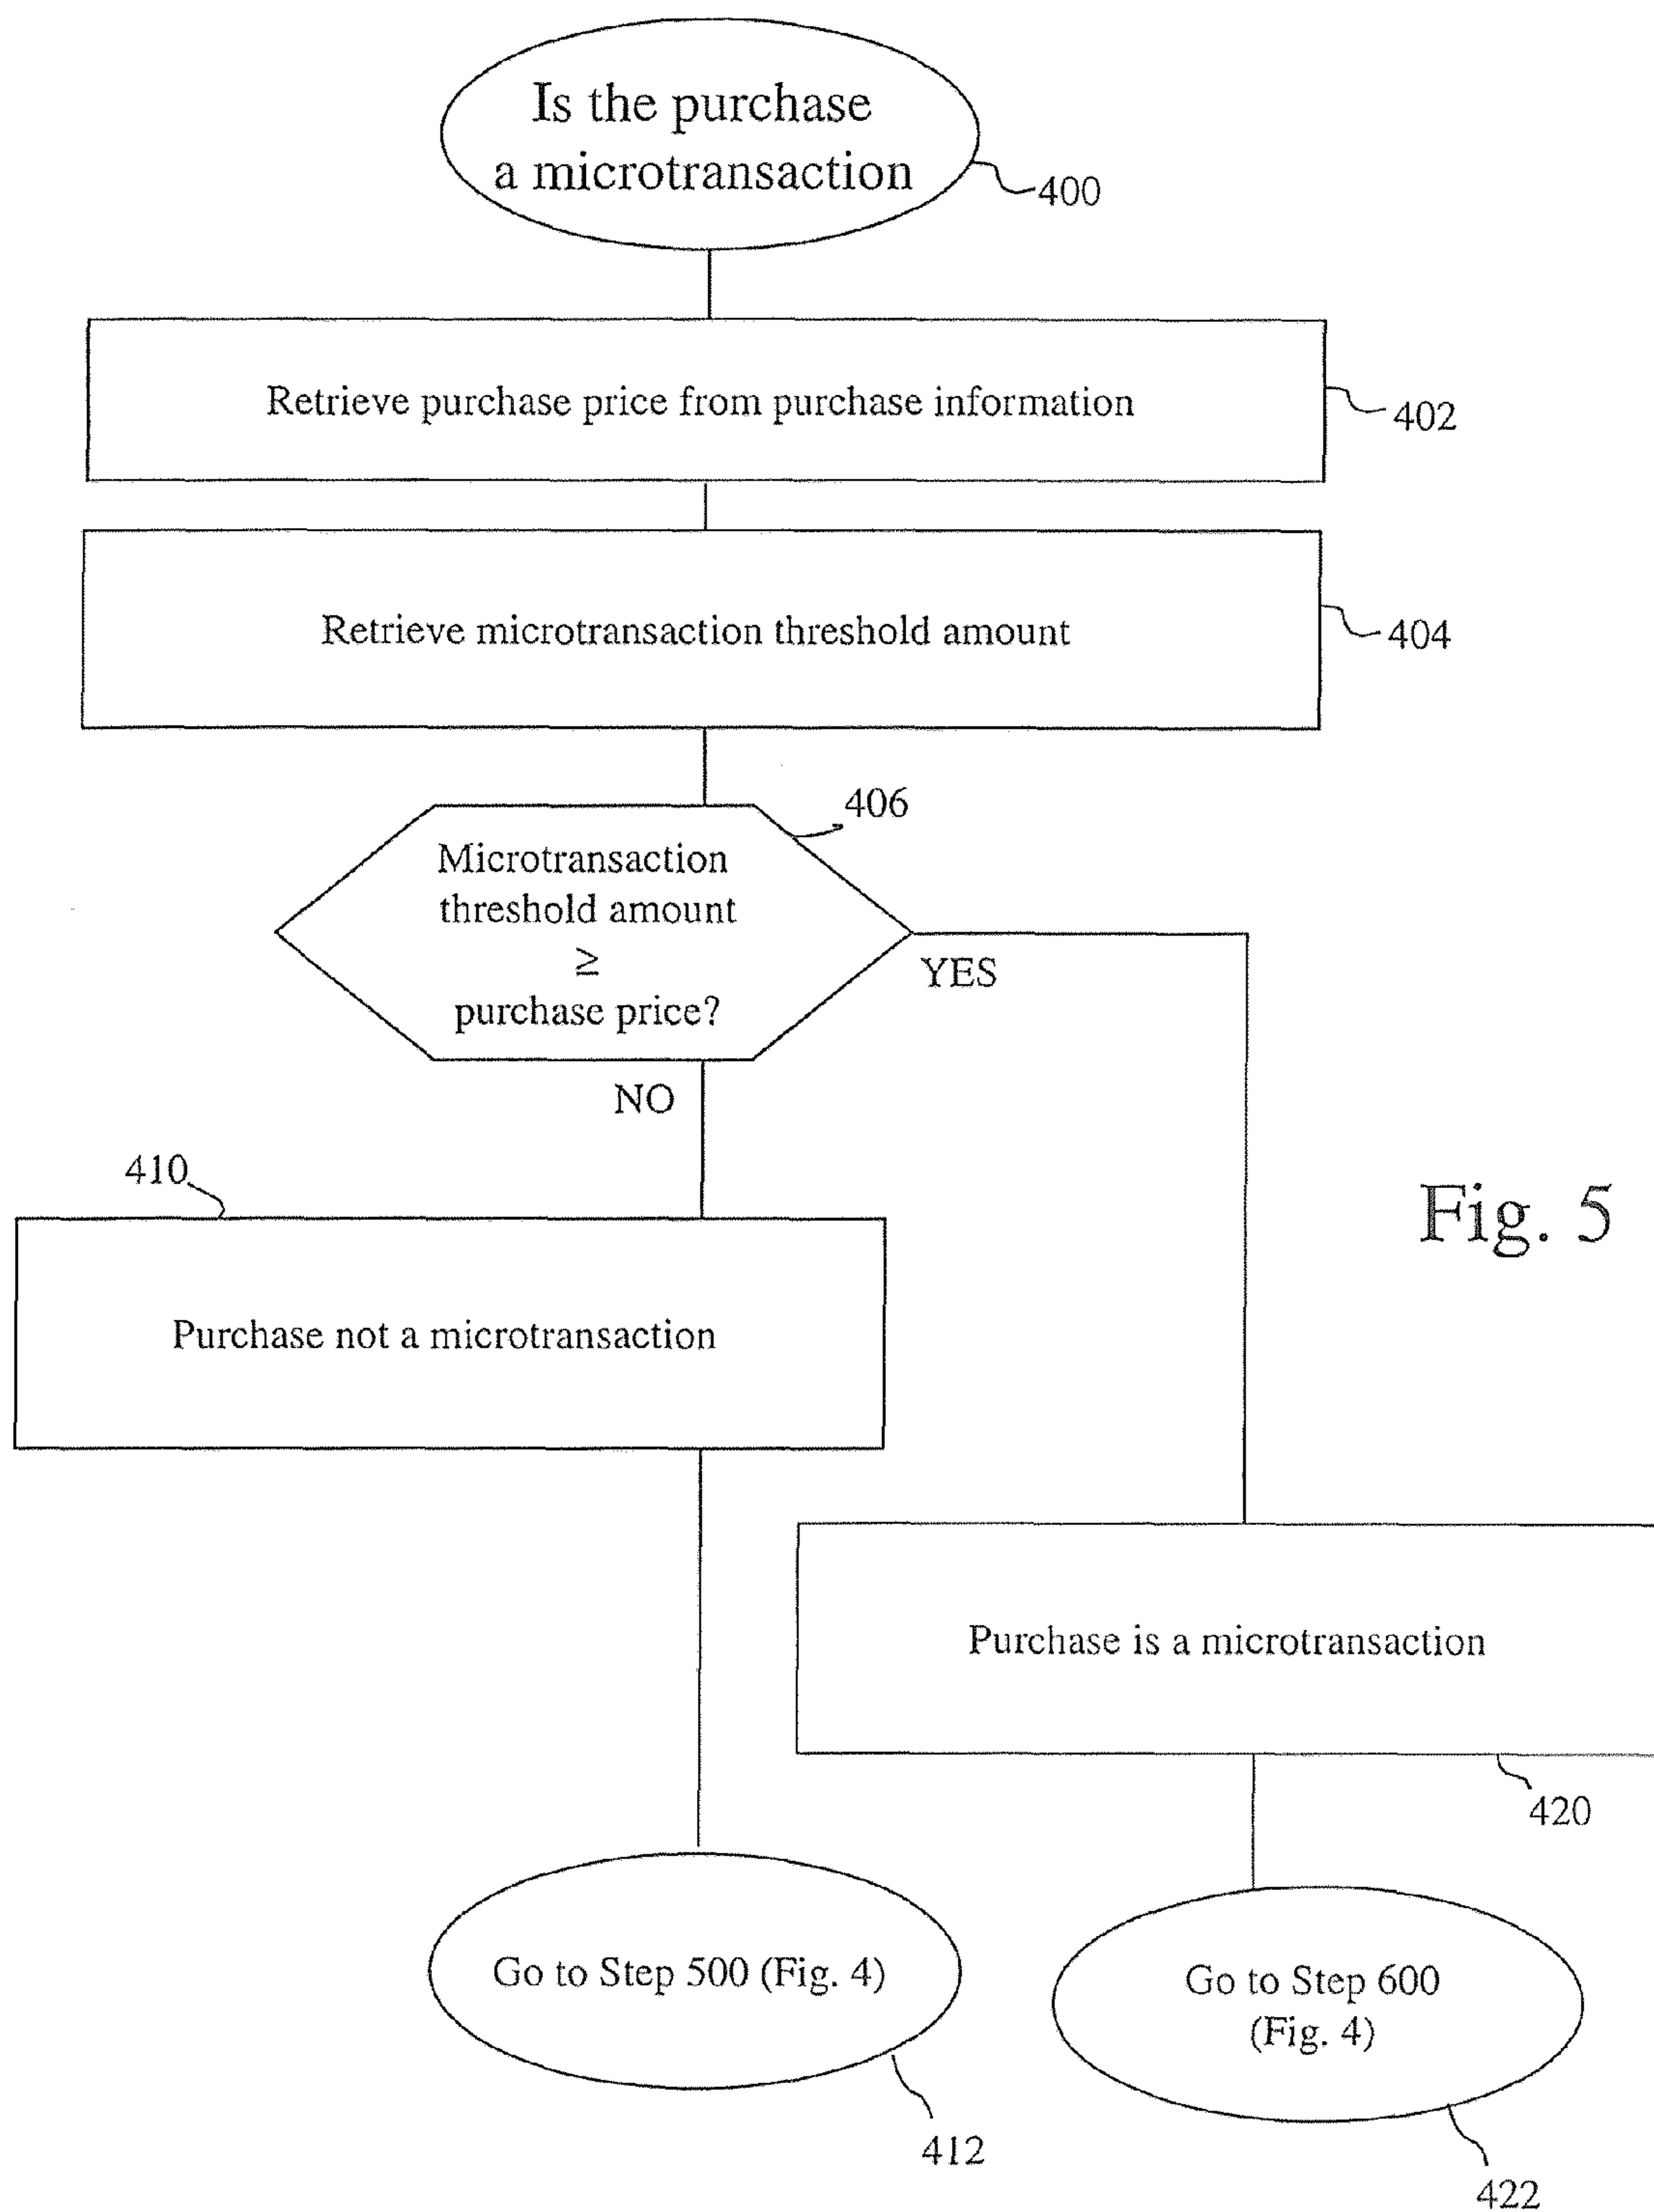 Is the purchase
a microtransaction
400
Retrieve purchase price from purchase information
402
Retrieve microtransaction threshold amount
404
406
Microtransaction
threshold amount
≥
purchase price?
YES
NO
410
Fig. 5
Purchase not a microtransaction
Purchase is a microtransaction
420
Go to Step 500 (Fig. 4)
Go to Step 600
(Fig. 4)
412
422